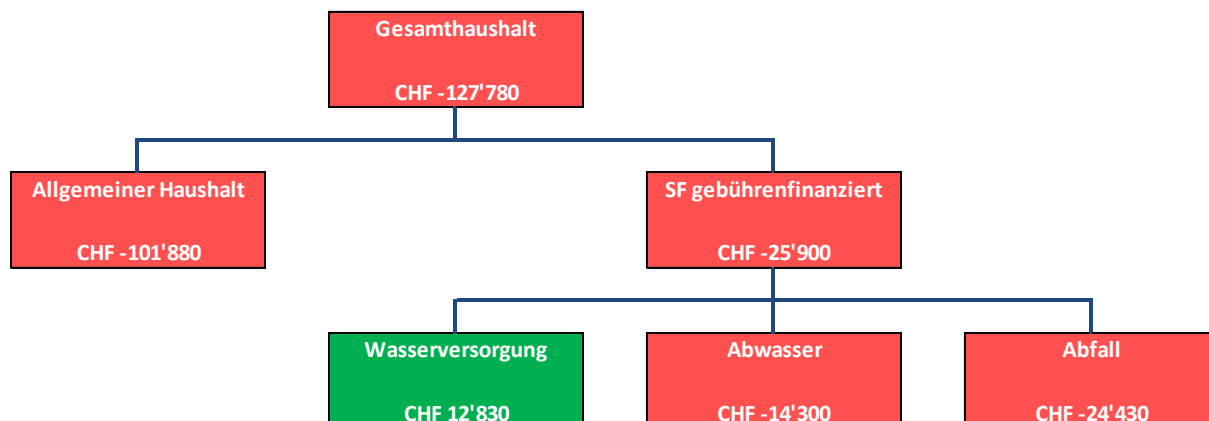 Gesamthaushalt
CHF -127'780
Allgemeiner Haushalt
CHF -101'880
SF gebührenfinanziert
CHF -25'900
Wasserversorgung
CHF 12'830
Abwasser
CHF -14'300
Abfall
CHF -24'430